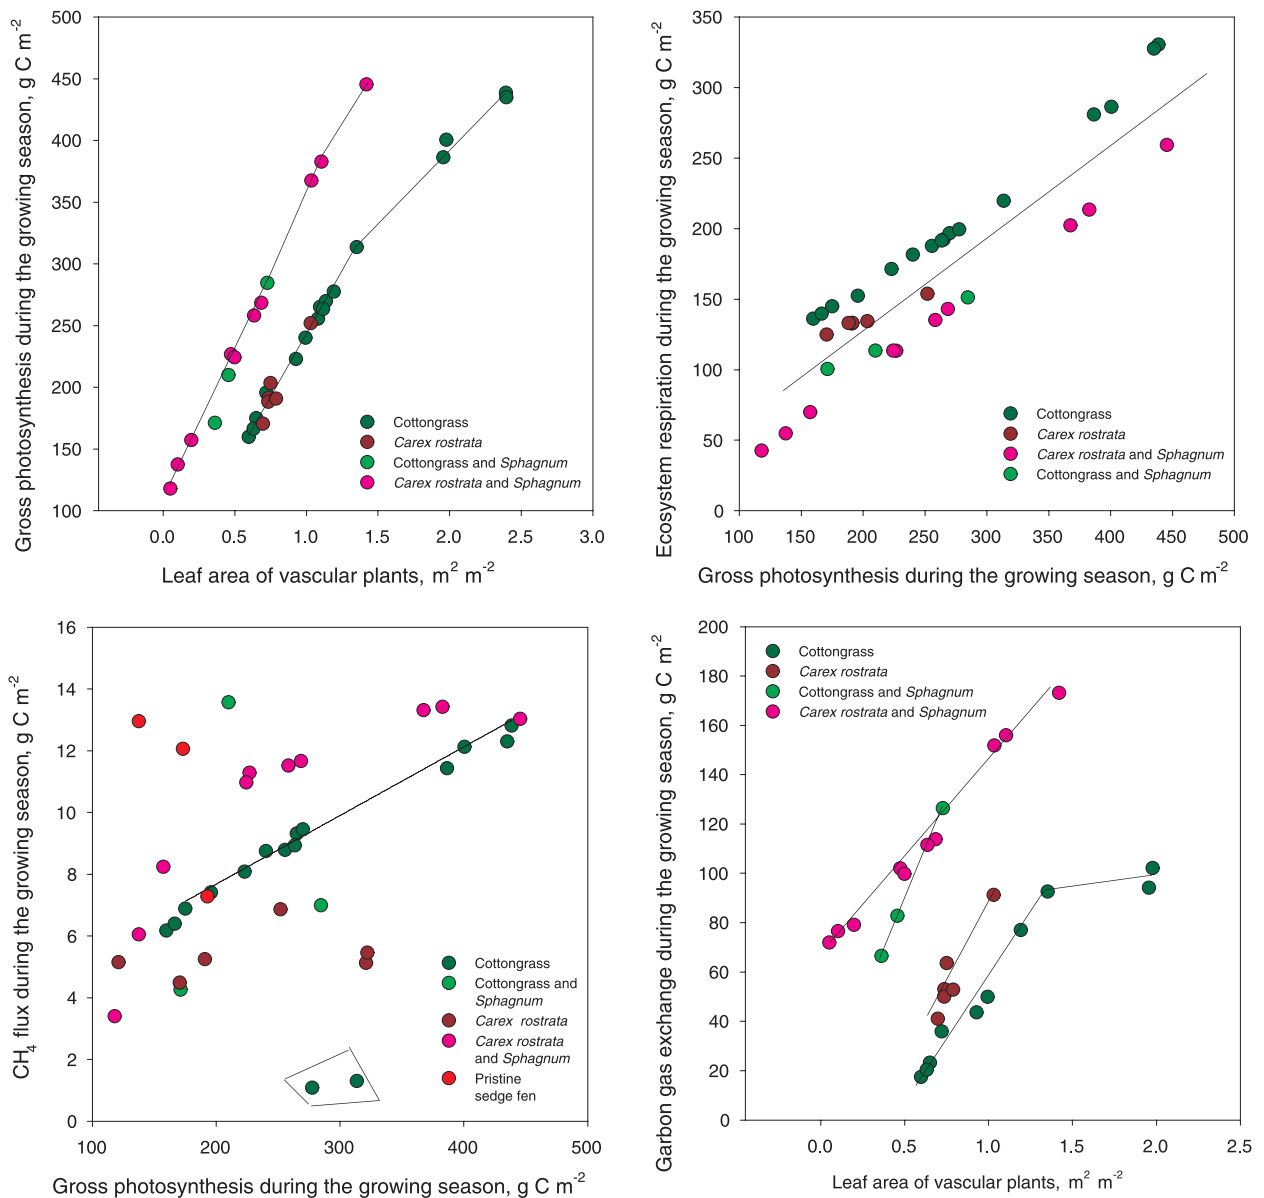 Gross photosynthesis during the growing season, g C m-2
500
450
400
350
300
250
200
150
100
0.0 0.5 1.0 1.5 2.0 2.5 3.0
Leaf area of vascular plants, m2 m-2
Cottongrass
Carex rostrata
Cottongrass and Sphagnum
Carex rostrata and Sphagnum
Ecosystem respiration during the growing season, g C m-2
350
300
250
200
150
100
50
0
100 150 200 250 300 350 400 450 500
Gross photosynthesis during the growing season, g C m-2
Cottongrass
Carex rostrata
Carex rostrata and Sphagnum
Cottongrass and Sphagnum
CH4 flux during the growing season, g C m-2
16
14
12
10
8
6
4
2
0
100 200 300 400 500
Gross photosynthesis during the growing season, g C m-2
Cottongrass
Cottongrass and
Sphagnum
Carex rostrata
Carex rostrata
and Sphagnum
Pristine
sedge fen
Garbon gas exchange during the growing season, g C m-2
200
180
160
140
120
100
80
60
40
20
0
0.0 0.5 1.0 1.5 2.0 2.5
Leaf area of vascular plants, m2 m-2
Cottongrass
Carex rostrata
Cottongrass and Sphagnum
Carex rostrata and Sphagnum